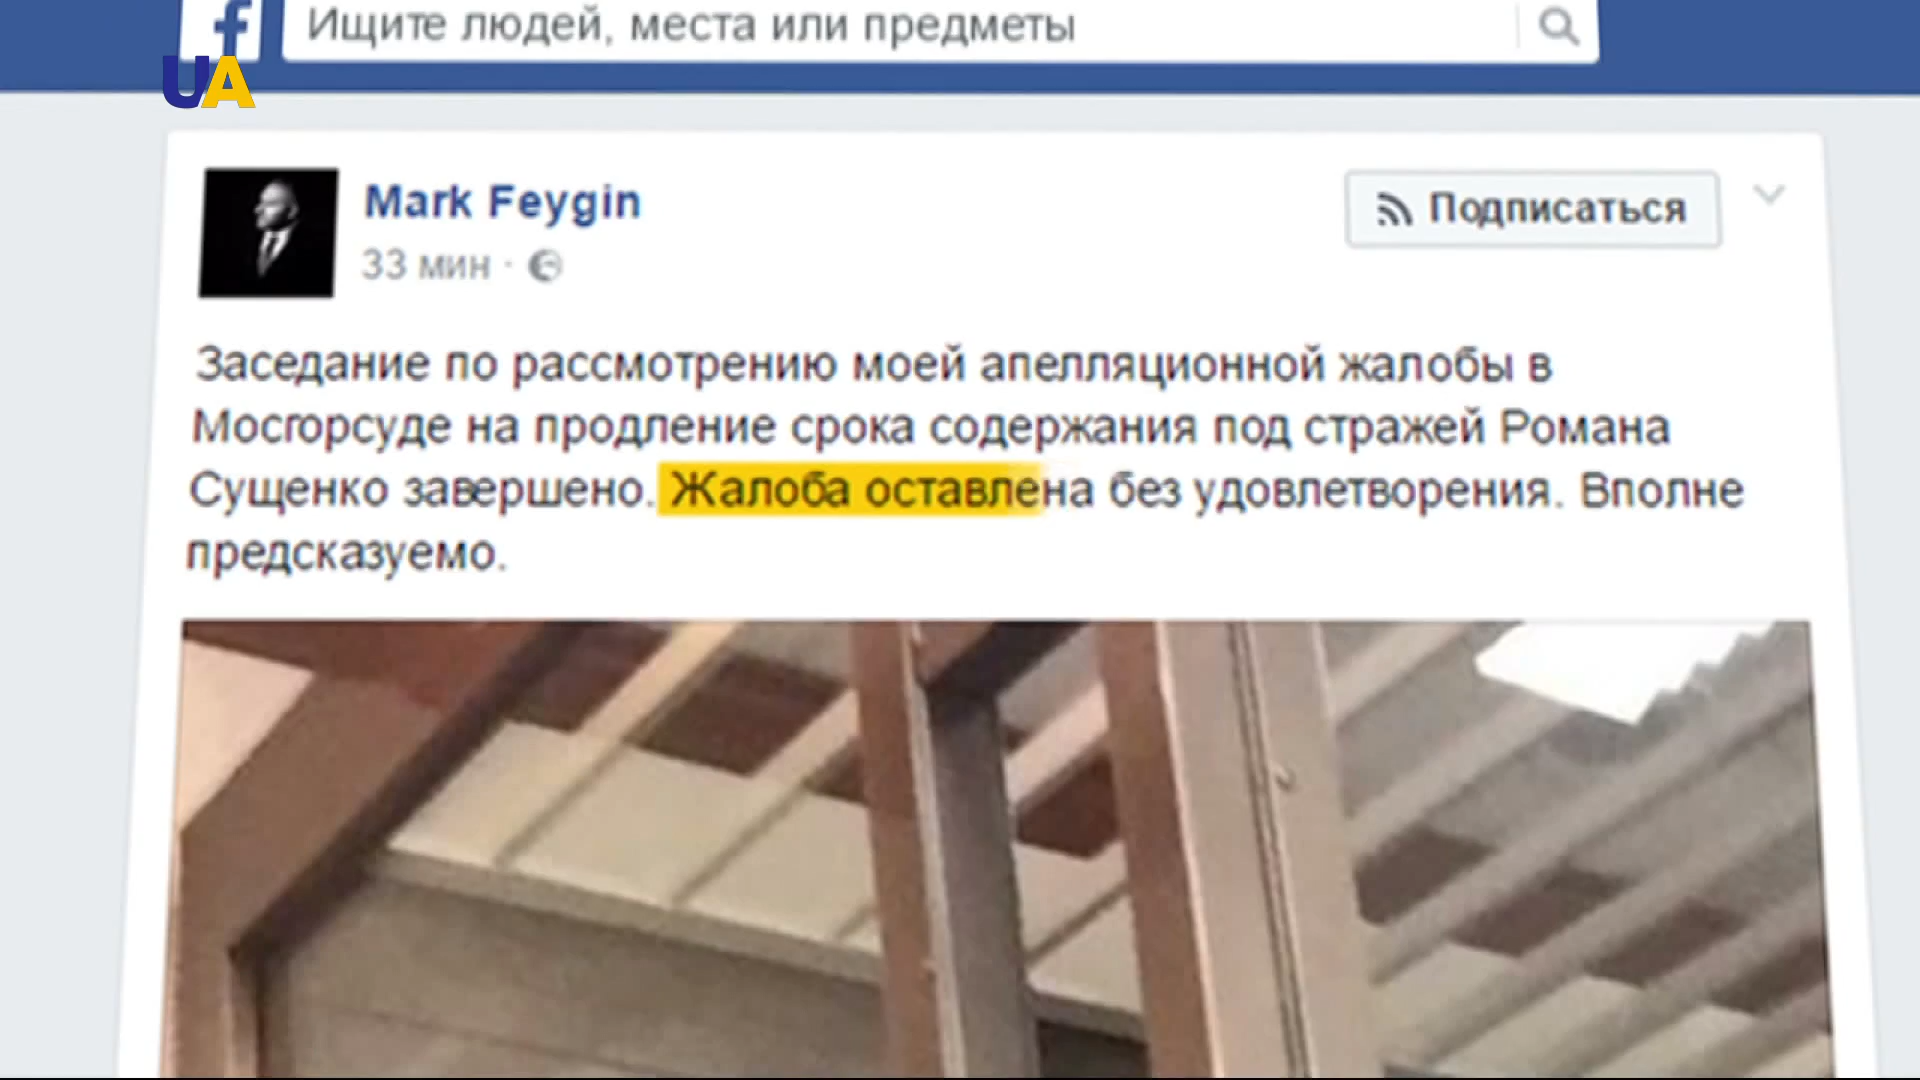 Ищите людей, места или предметы
UA
Mark Feygin
33 мин ·
Подписаться
Заседание по рассмотрению моей апелляционной жалобы в
Мосгорсуде на продление срока содержания под стражей Романа
Сущенко завершено. Жалоба оставлена без удовлетворения. Вполне
предсказуемо.